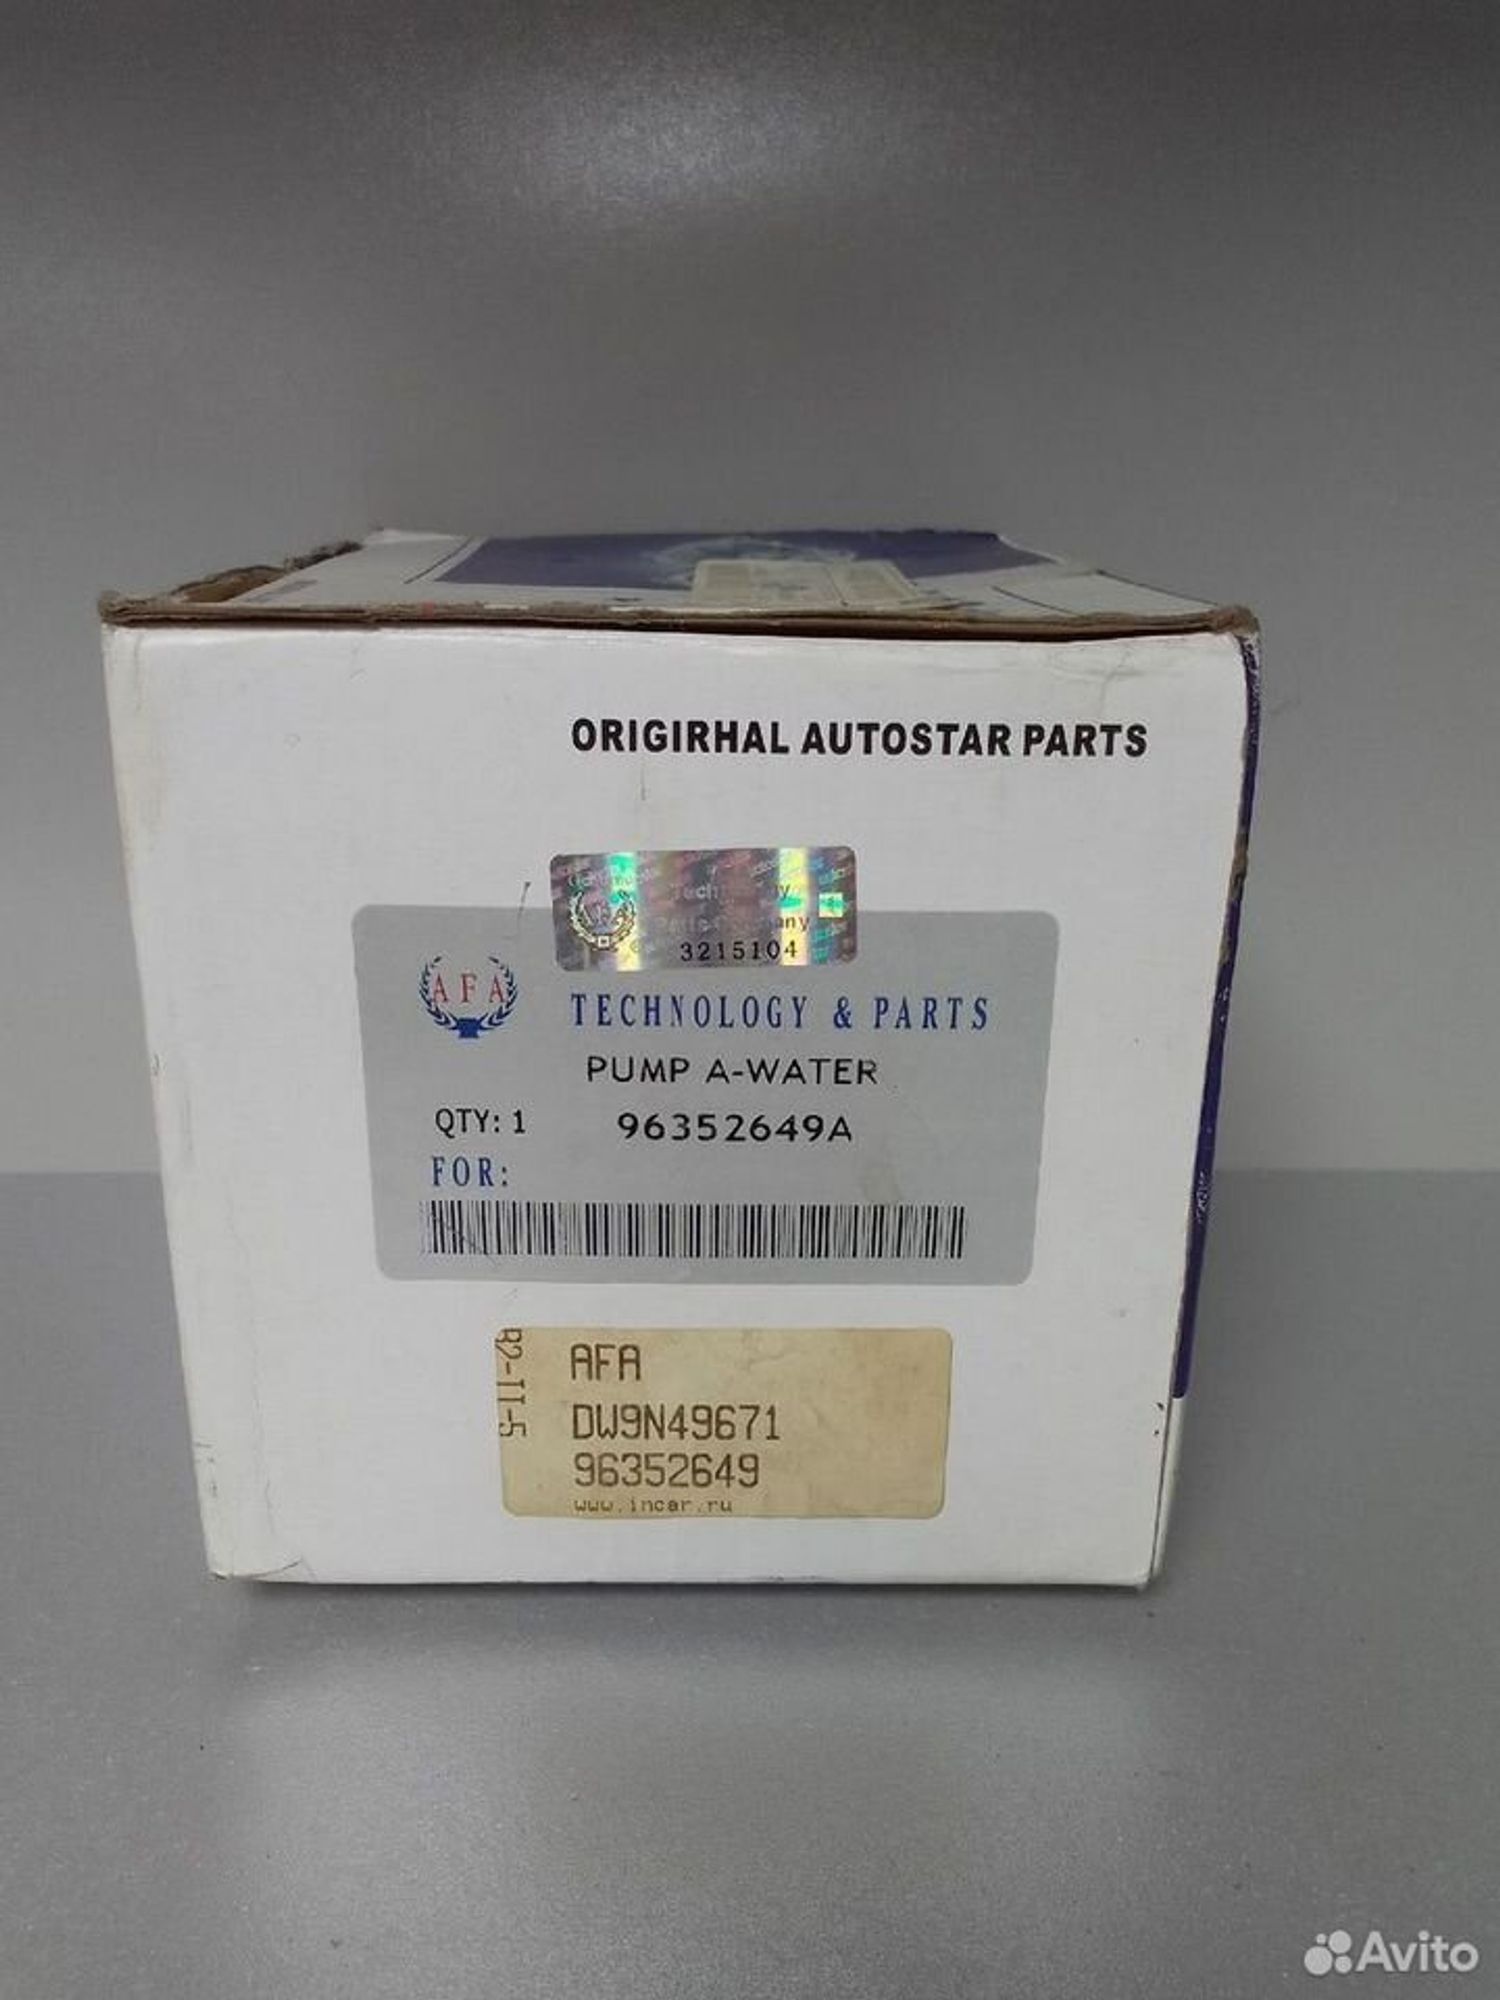 ORIGIRHAL AUTOSTAR PARTS
3215104
AFA
TECHNOLOGY & PARTS
PUMP A-WATER
QTY: 1 96352649A
FOR:
B2-II-5
AFA
DW9N49671
96352649
www.incar.ru
Avito